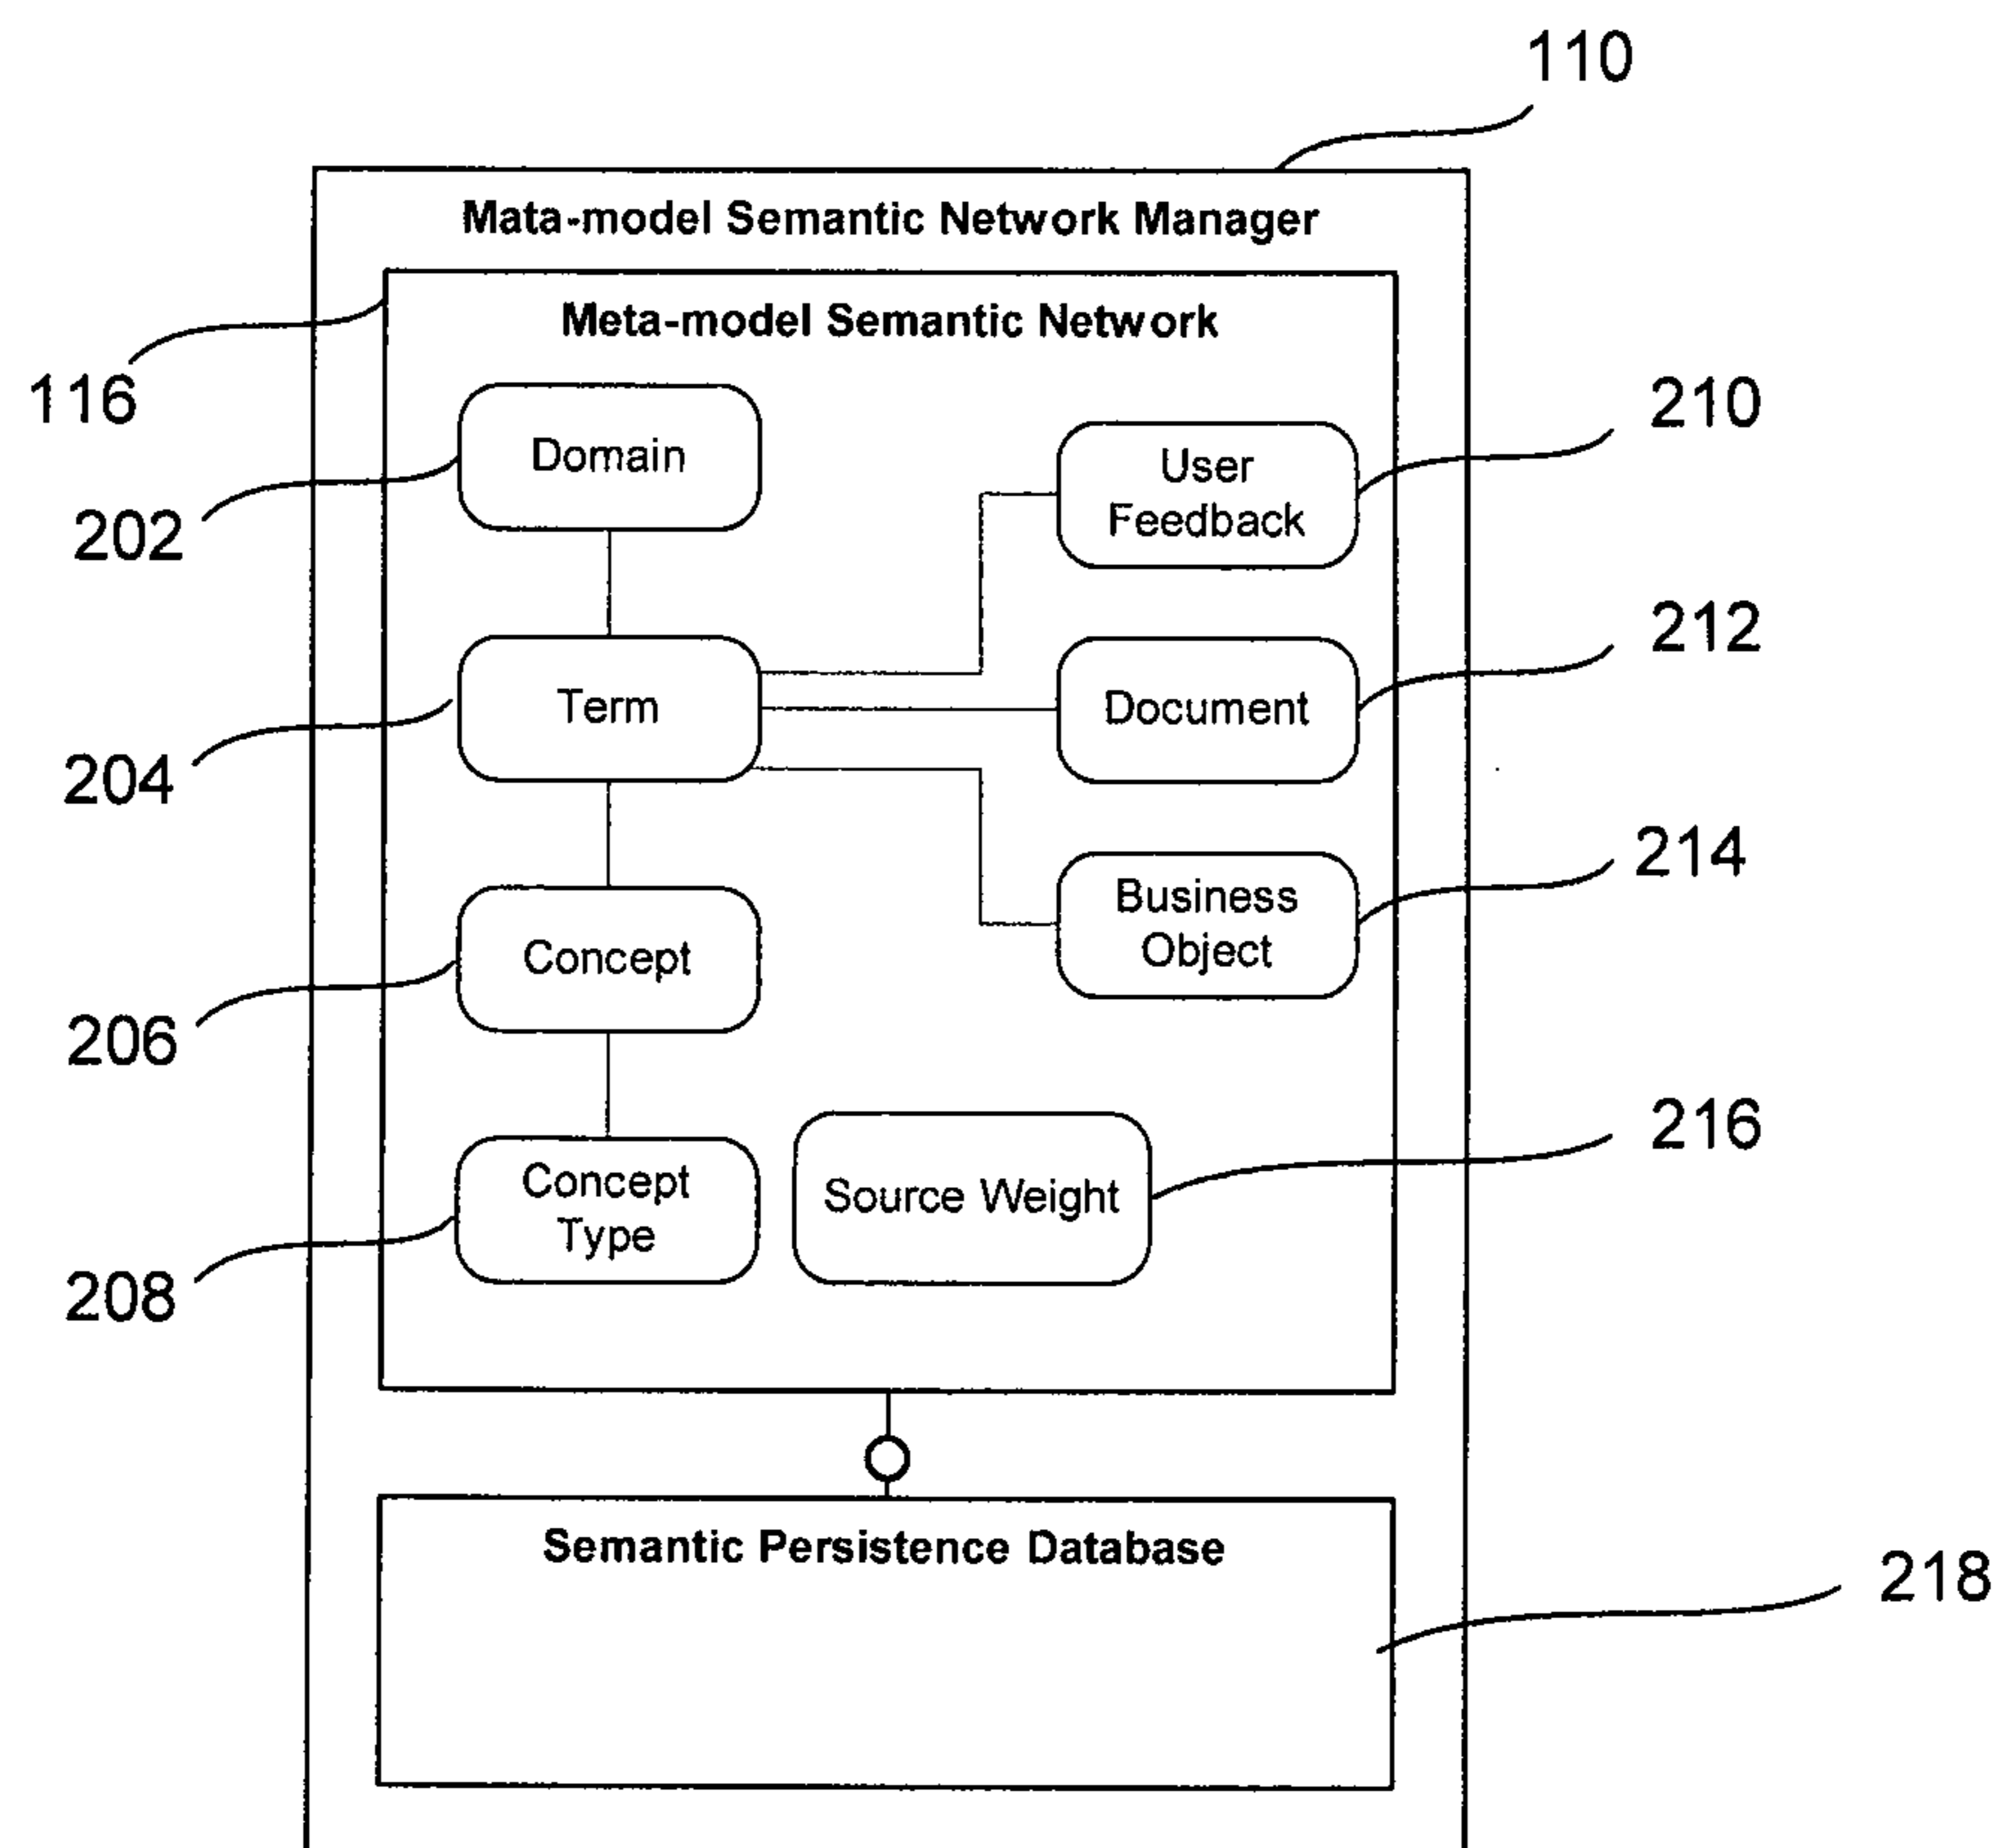 110
Mata-model Semantic Network Manager
Meta-model Semantic Network
116
Domain
202
User
Feedback
210
Term
204
Document
212
Concept
206
Business
Object
214
Concept
Type
208
Source Weight
216
Semantic Persistence Database
218